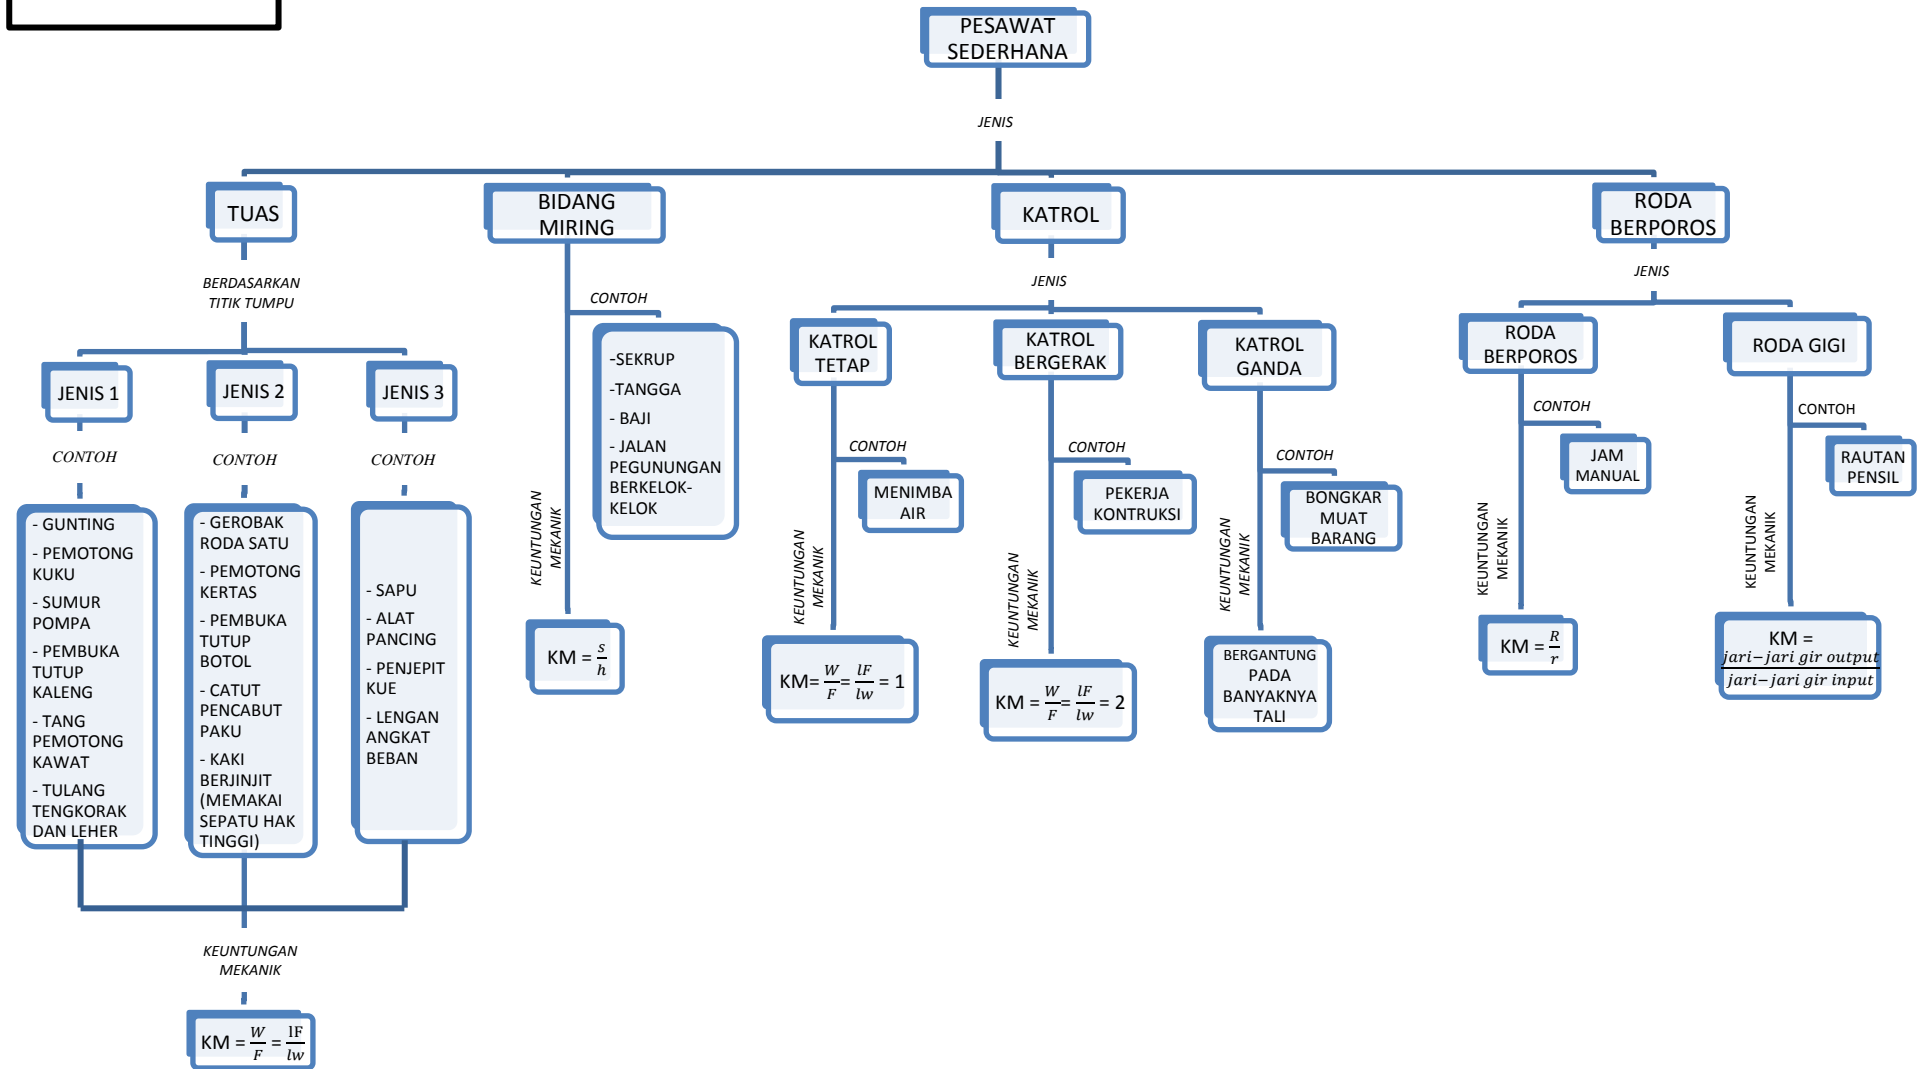 PESAWAT
SEDERHANA
JENIS
TUAS
BERDASARKAN
TITIK TUMPU
JENIS 1
CONTOH
- GUNTING
- PEMOTONG
KUKU
- SUMUR
POMPA
- PEMBUKA
TUTUP
KALENG
- TANG
PEMOTONG
KAWAT
- TULANG
TENGKORAK
DAN LEHER
JENIS 2
CONTOH
- GEROBAK
RODA SATU
- PEMOTONG
KERTAS
- PEMBUKA
TUTUP
BOTOL
- CATUT
PENCABUT
PAKU
- KAKI
BERJINJIT
(MEMAKAI
SEPATU HAK
TINGGI)
JENIS 3
CONTOH
- SAPU
- ALAT
PANCING
- PENJEPIT
KUE
- LENGAN
ANGKAT
BEBAN
KEUNTUNGAN
MEKANIK
KM = W/F = lF/lw
BIDANG
MIRING
CONTOH
-SEKRUP
-TANGGA
- BAJI
- JALAN
PEGUNUNGAN
BERKELOK-
KELOK
KEUNTUNGAN
MEKANIK
KM = s/h
KATROL
JENIS
KATROL
TETAP
CONTOH
MENIMBA
AIR
KEUNTUNGAN
MEKANIK
KM= W/F= lF/lw = 1
KATROL
BERGERAK
CONTOH
PEKERJA
KONTRUKSI
KEUNTUNGAN
MEKANIK
KM = W/F= lF/lw = 2
KATROL
GANDA
CONTOH
BONGKAR
MUAT
BARANG
KEUNTUNGAN
MEKANIK
BERGANTUNG
PADA
BANYAKNYA
TALI
RODA
BERPOROS
JENIS
RODA
BERPOROS
CONTOH
JAM
MANUAL
KEUNTUNGAN
MEKANIK
KM = R/r
RODA GIGI
CONTOH
RAUTAN
PENSIL
KEUNTUNGAN
MEKANIK
KM =
jari−jari gir output
jari−jari gir input